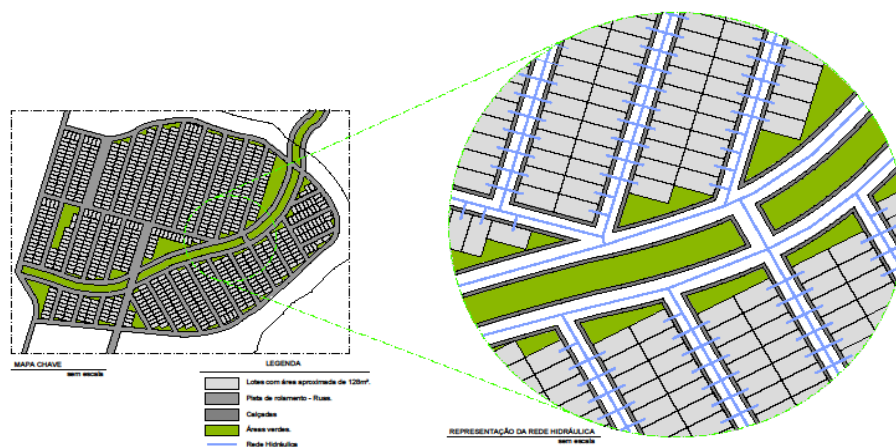 MAPA CHAVE
sem escala
LEGENDA
Lotes com área aproximada de 128m².
Pista de rolamento - Ruas.
Calçadas
Áreas verdes.
Rede Hidráulica
REPRESENTAÇÃO DA REDE HIDRÁULICA
sem escala